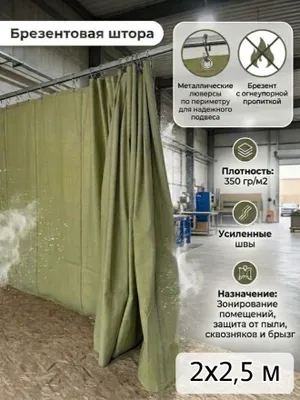 Брезентовая штора
Металлические
люверсы
по периметру
для надежного
подвеса
Брезент
с огнеупорной
пропиткой
Плотность:
350 гр/м2
Усиленные
швы
Назначение:
Зонирование
помещений,
защита от пыли,
сквозняков и брызг
2х2,5 м